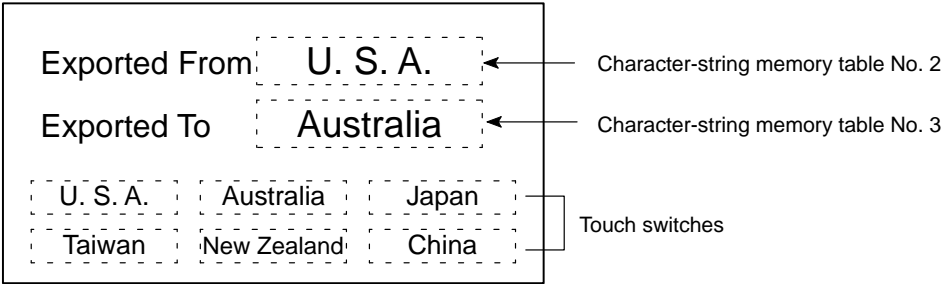 Exported From U. S. A. Character-string memory table No. 2
Exported To Australia Character-string memory table No. 3
U. S. A. Australia Japan
Touch switches
Taiwan New Zealand China